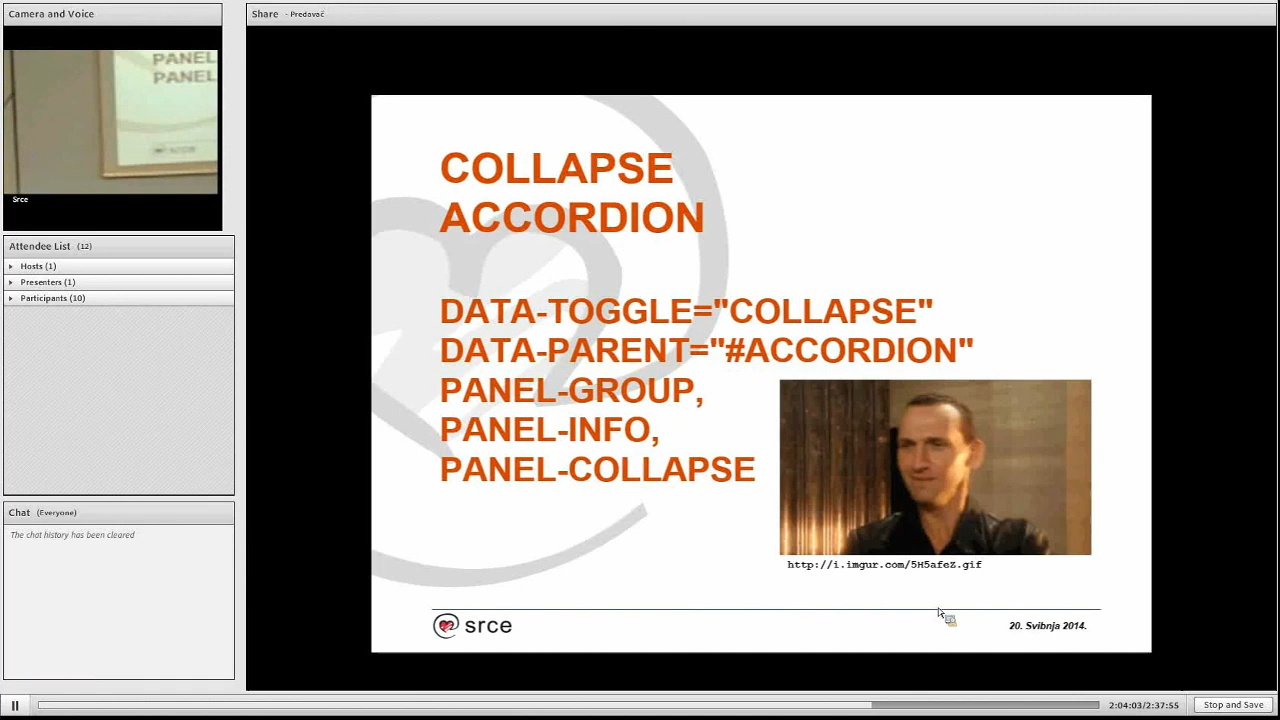 Camera and Voice
PANEL
PANEL
srce
Srce
Attendee List (12)
Hosts (1)
Presenters (1)
Participants (10)
Chat (Everyone)
The chat history has been cleared
Share - Predavač
COLLAPSE
ACCORDION
DATA-TOGGLE="COLLAPSE"
DATA-PARENT="#ACCORDION"
PANEL-GROUP,
PANEL-INFO,
PANEL-COLLAPSE
http://i.imgur.com/5H5afeZ.gif
srce
20. Svibnja 2014.
2:04:03/2:37:55
Stop and Save